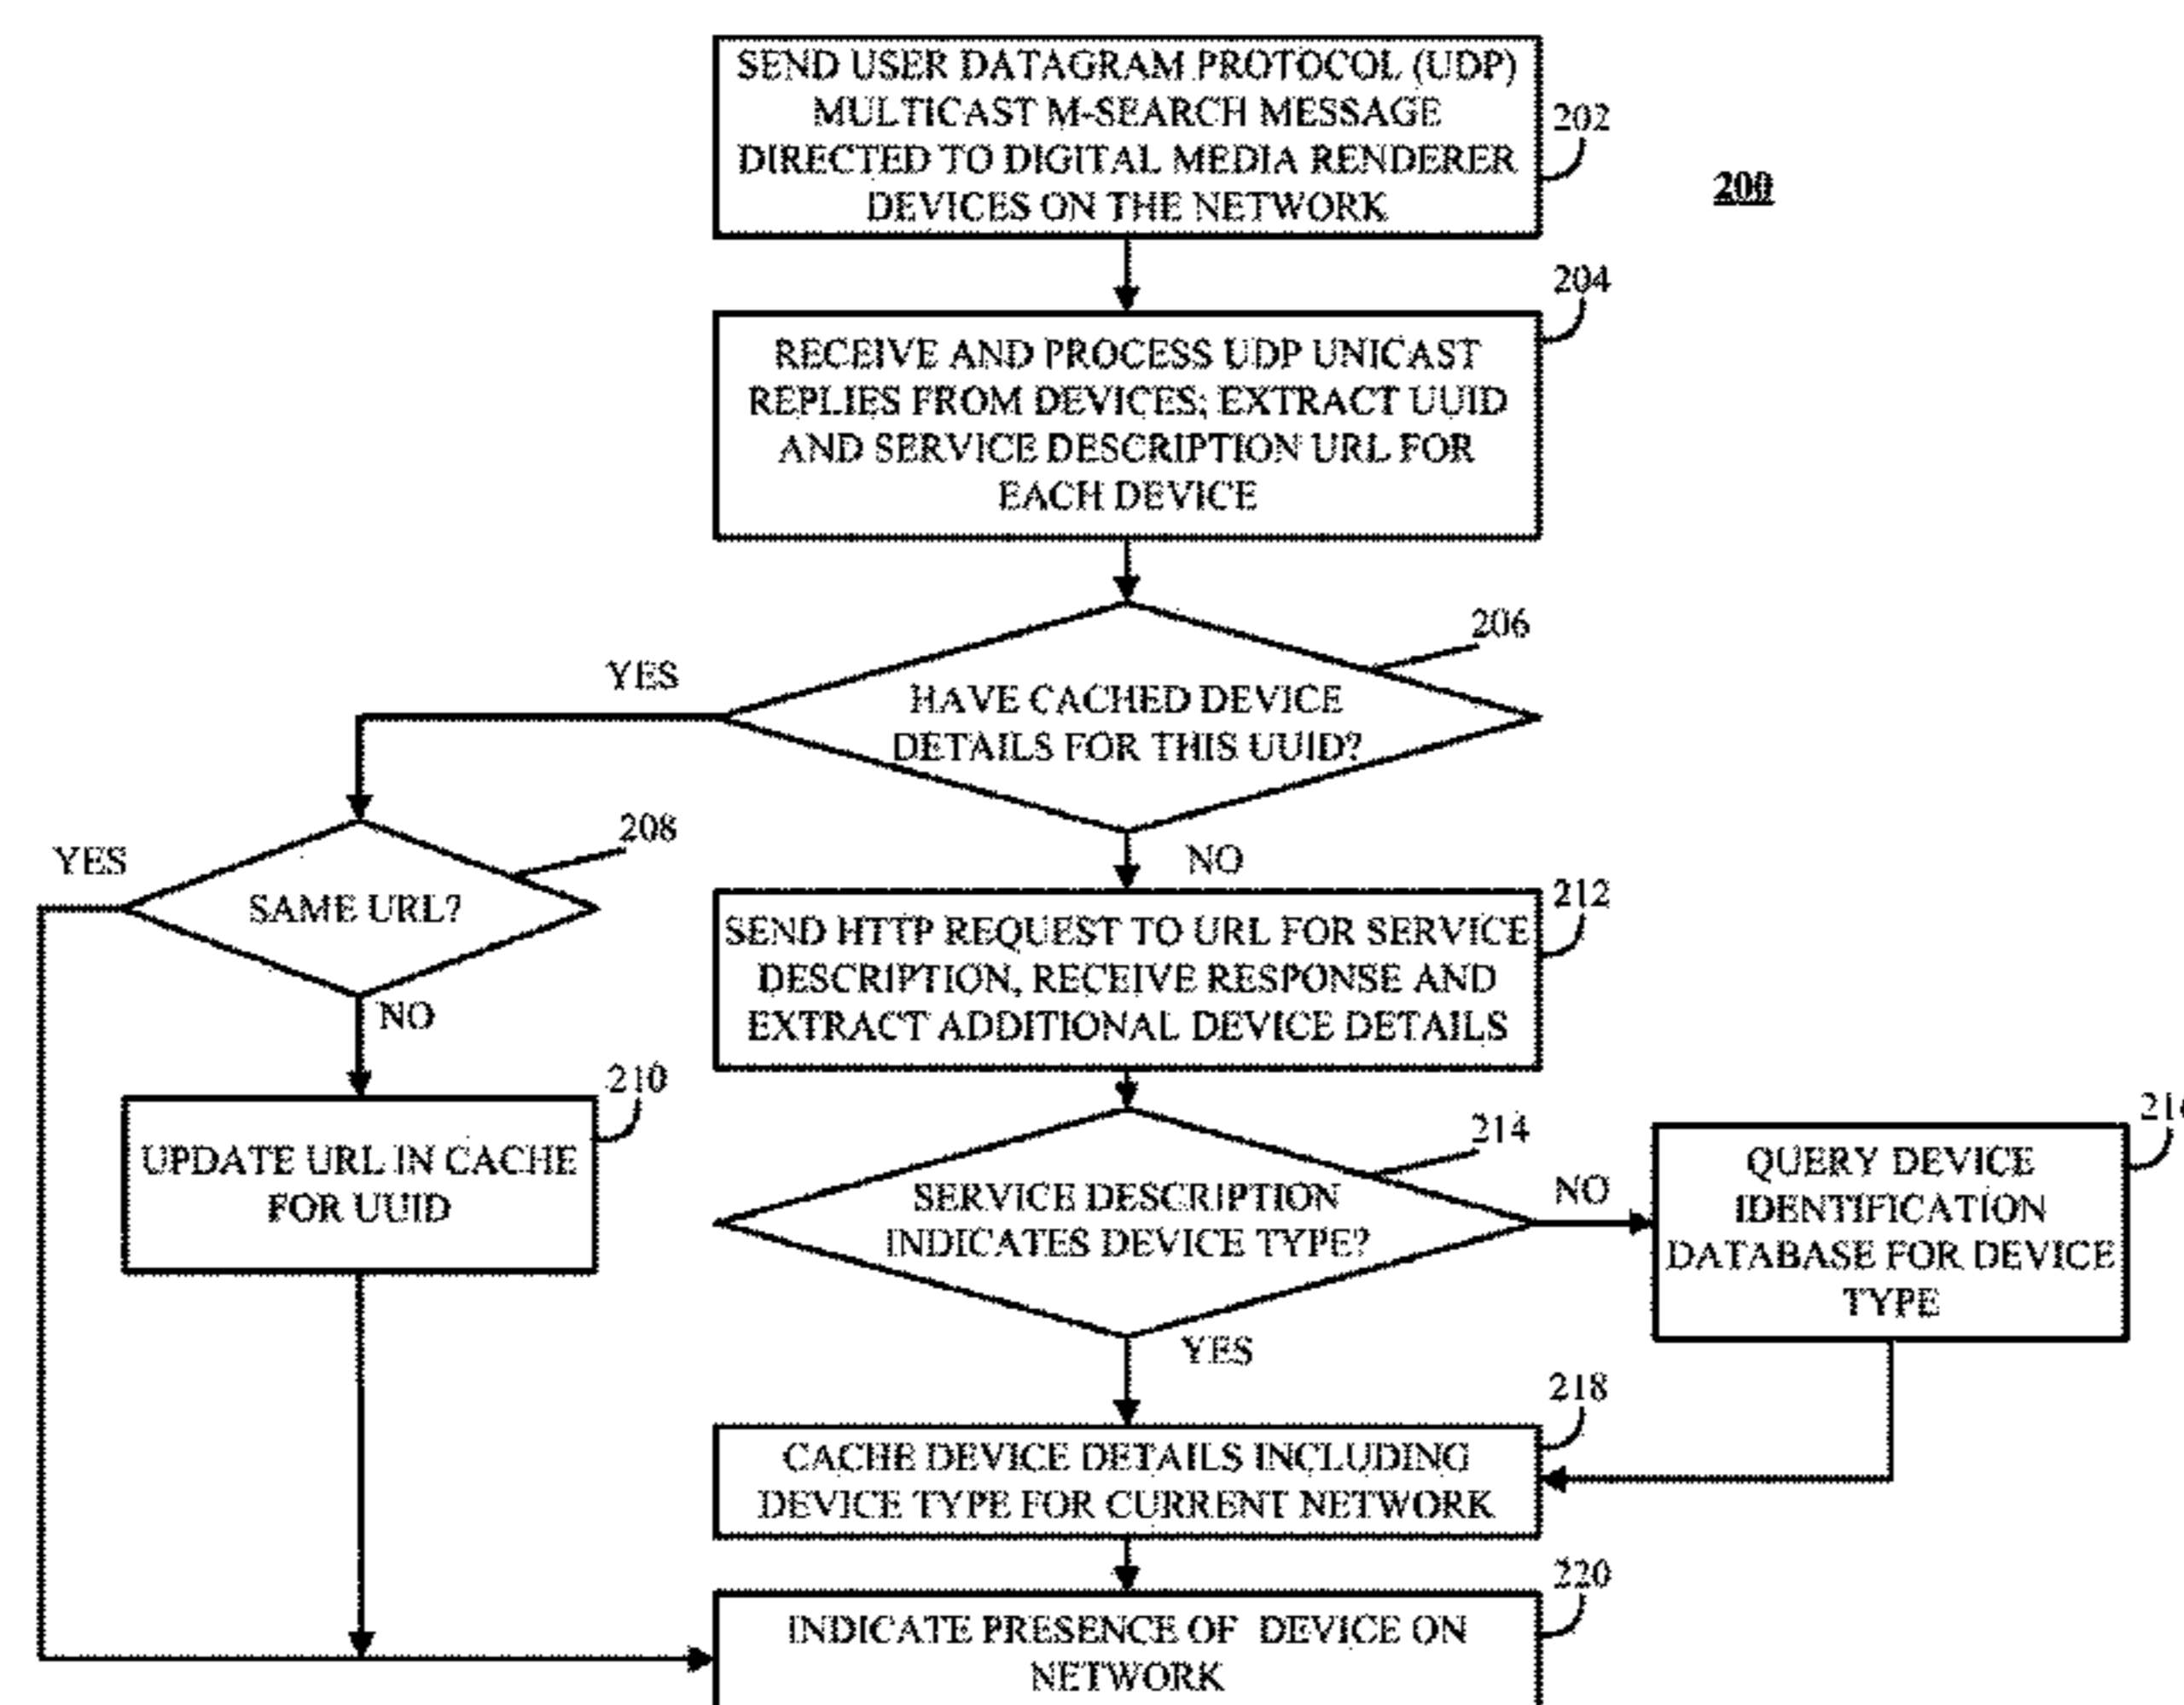 SEND USER DATAGRAM PROTOCOL (UDP)
MULTICAST M-SEARCH MESSAGE
DIRECTED TO DIGITAL MEDIA RENDERER
DEVICES ON THE NETWORK
202
200
204
RECEIVE AND PROCESS UDP UNICAST
REPLIES FROM DEVICES; EXTRACT UUID
AND SERVICE DESCRIPTION URL FOR
EACH DEVICE
206
YES
HAVE CACHED DEVICE
DETAILS FOR THIS UUID?
208
YES
SAME URL?
NO
NO
212
SEND HTTP REQUEST TO URL FOR SERVICE
DESCRIPTION, RECEIVE RESPONSE AND
EXTRACT ADDITIONAL DEVICE DETAILS
210
UPDATE URL IN CACHE
FOR UUID
214
SERVICE DESCRIPTION
INDICATES DEVICE TYPE?
NO
YES
QUERY DEVICE
IDENTIFICATION
DATABASE FOR DEVICE
TYPE
218
CACHE DEVICE DETAILS INCLUDING
DEVICE TYPE FOR CURRENT NETWORK
220
INDICATE PRESENCE OF DEVICE ON
NETWORK